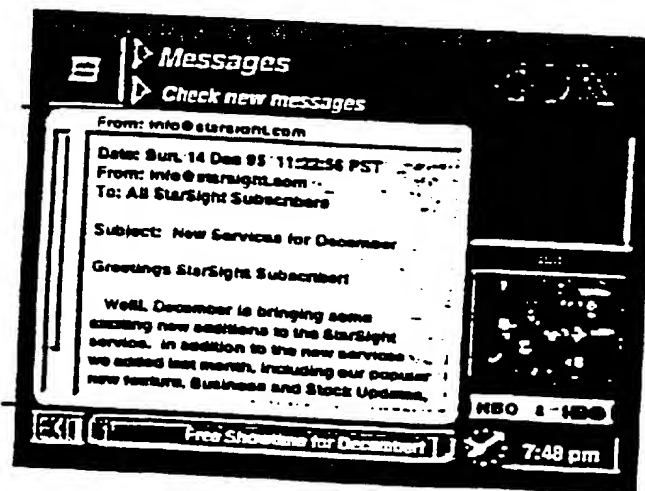 Messages
Check new messages
From: info@starsight.com
Date: Sun, 14 Dec 95 11:22:56 PST
From: info@starsight.com
To: All StarSight Subscribers
Subject: New Services for December
Greetings StarSight Subscriber!
Well, December is bringing some
exciting new additions to the StarSight
service. In addition to the new services
we added last month, including our popular
new feature, Business and Stock Updates,
HBO
HBO
Free Showtime for December!
7:48 pm